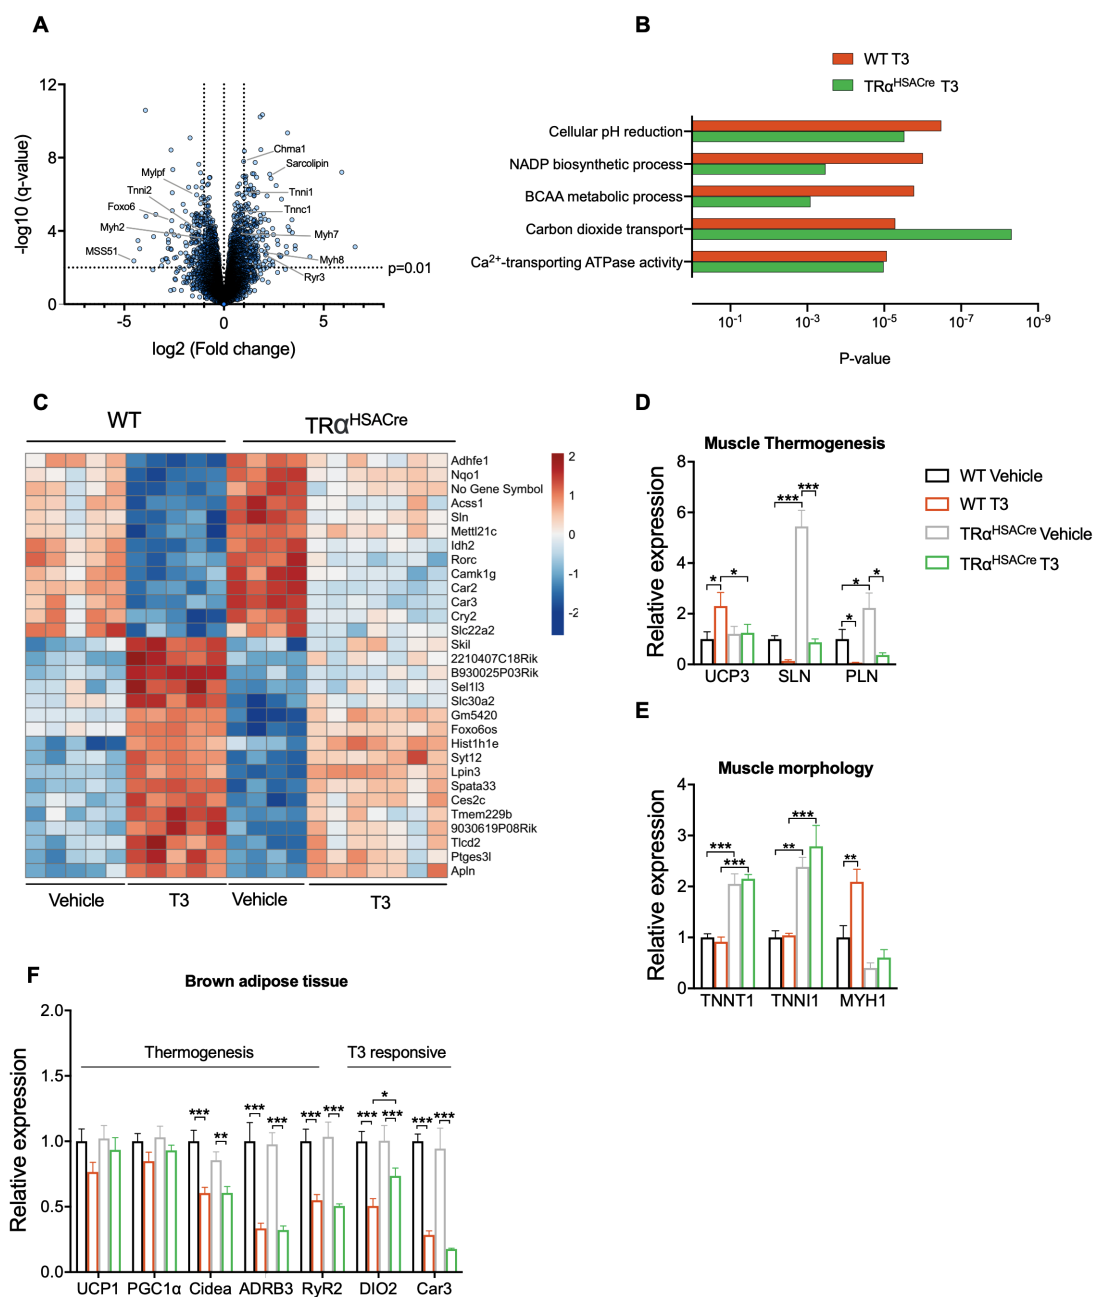 A
12
8
4
0
-log10 (q-value)
Chrna1
Sarcolipin
Mylpf
Tnni2
Tnni1
Foxo6
Tnnc1
Myh2
Myh7
MSS51
Myh8
Ryr3
p=0.01
-5
0
5
log2 (Fold change)
B
WT T3
TRαHSACre T3
Cellular pH reduction
NADP biosynthetic process
BCAA metabolic process
Carbon dioxide transport
Ca2+-transporting ATPase activity
10-1
10-3
10-5
10-7
10-9
P-value
C
WT
TRαHSACre
Adhfe1
Nqo1
No Gene Symbol
Acss1
Sln
Mettl21c
Idh2
Rorc
Camk1g
Car2
Car3
Cry2
Slc22a2
Skil
2210407C18Rik
B930025P03Rik
Sel1l3
Slc30a2
Gm5420
Foxo6os
Hist1h1e
Syt12
Lpin3
Spata33
Ces2c
Tmem229b
9030619P08Rik
Tlcd2
Ptges3l
Apln
2
1
0
-1
-2
Vehicle
T3
Vehicle
T3
D
Muscle Thermogenesis
8
6
4
2
0
Relative expression
*
*
***
***
*
*
*
UCP3
SLN
PLN
WT Vehicle
WT T3
TRαHSACre Vehicle
TRαHSACre T3
E
Muscle morphology
4
3
2
1
0
Relative expression
***
***
**
***
**
TNNT1
TNNI1
MYH1
F
Brown adipose tissue
2.0
1.5
1.0
0.5
0.0
Relative expression
Thermogenesis
T3 responsive
***
**
***
***
***
***
***
*
***
***
***
UCP1
PGC1α
Cidea
ADRB3
RyR2
DIO2
Car3